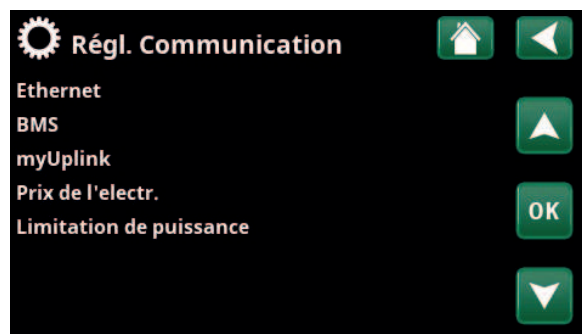 Régl. Communication
Ethernet
BMS
myUplink
Prix de l'electr.
OK
Limitation de puissance